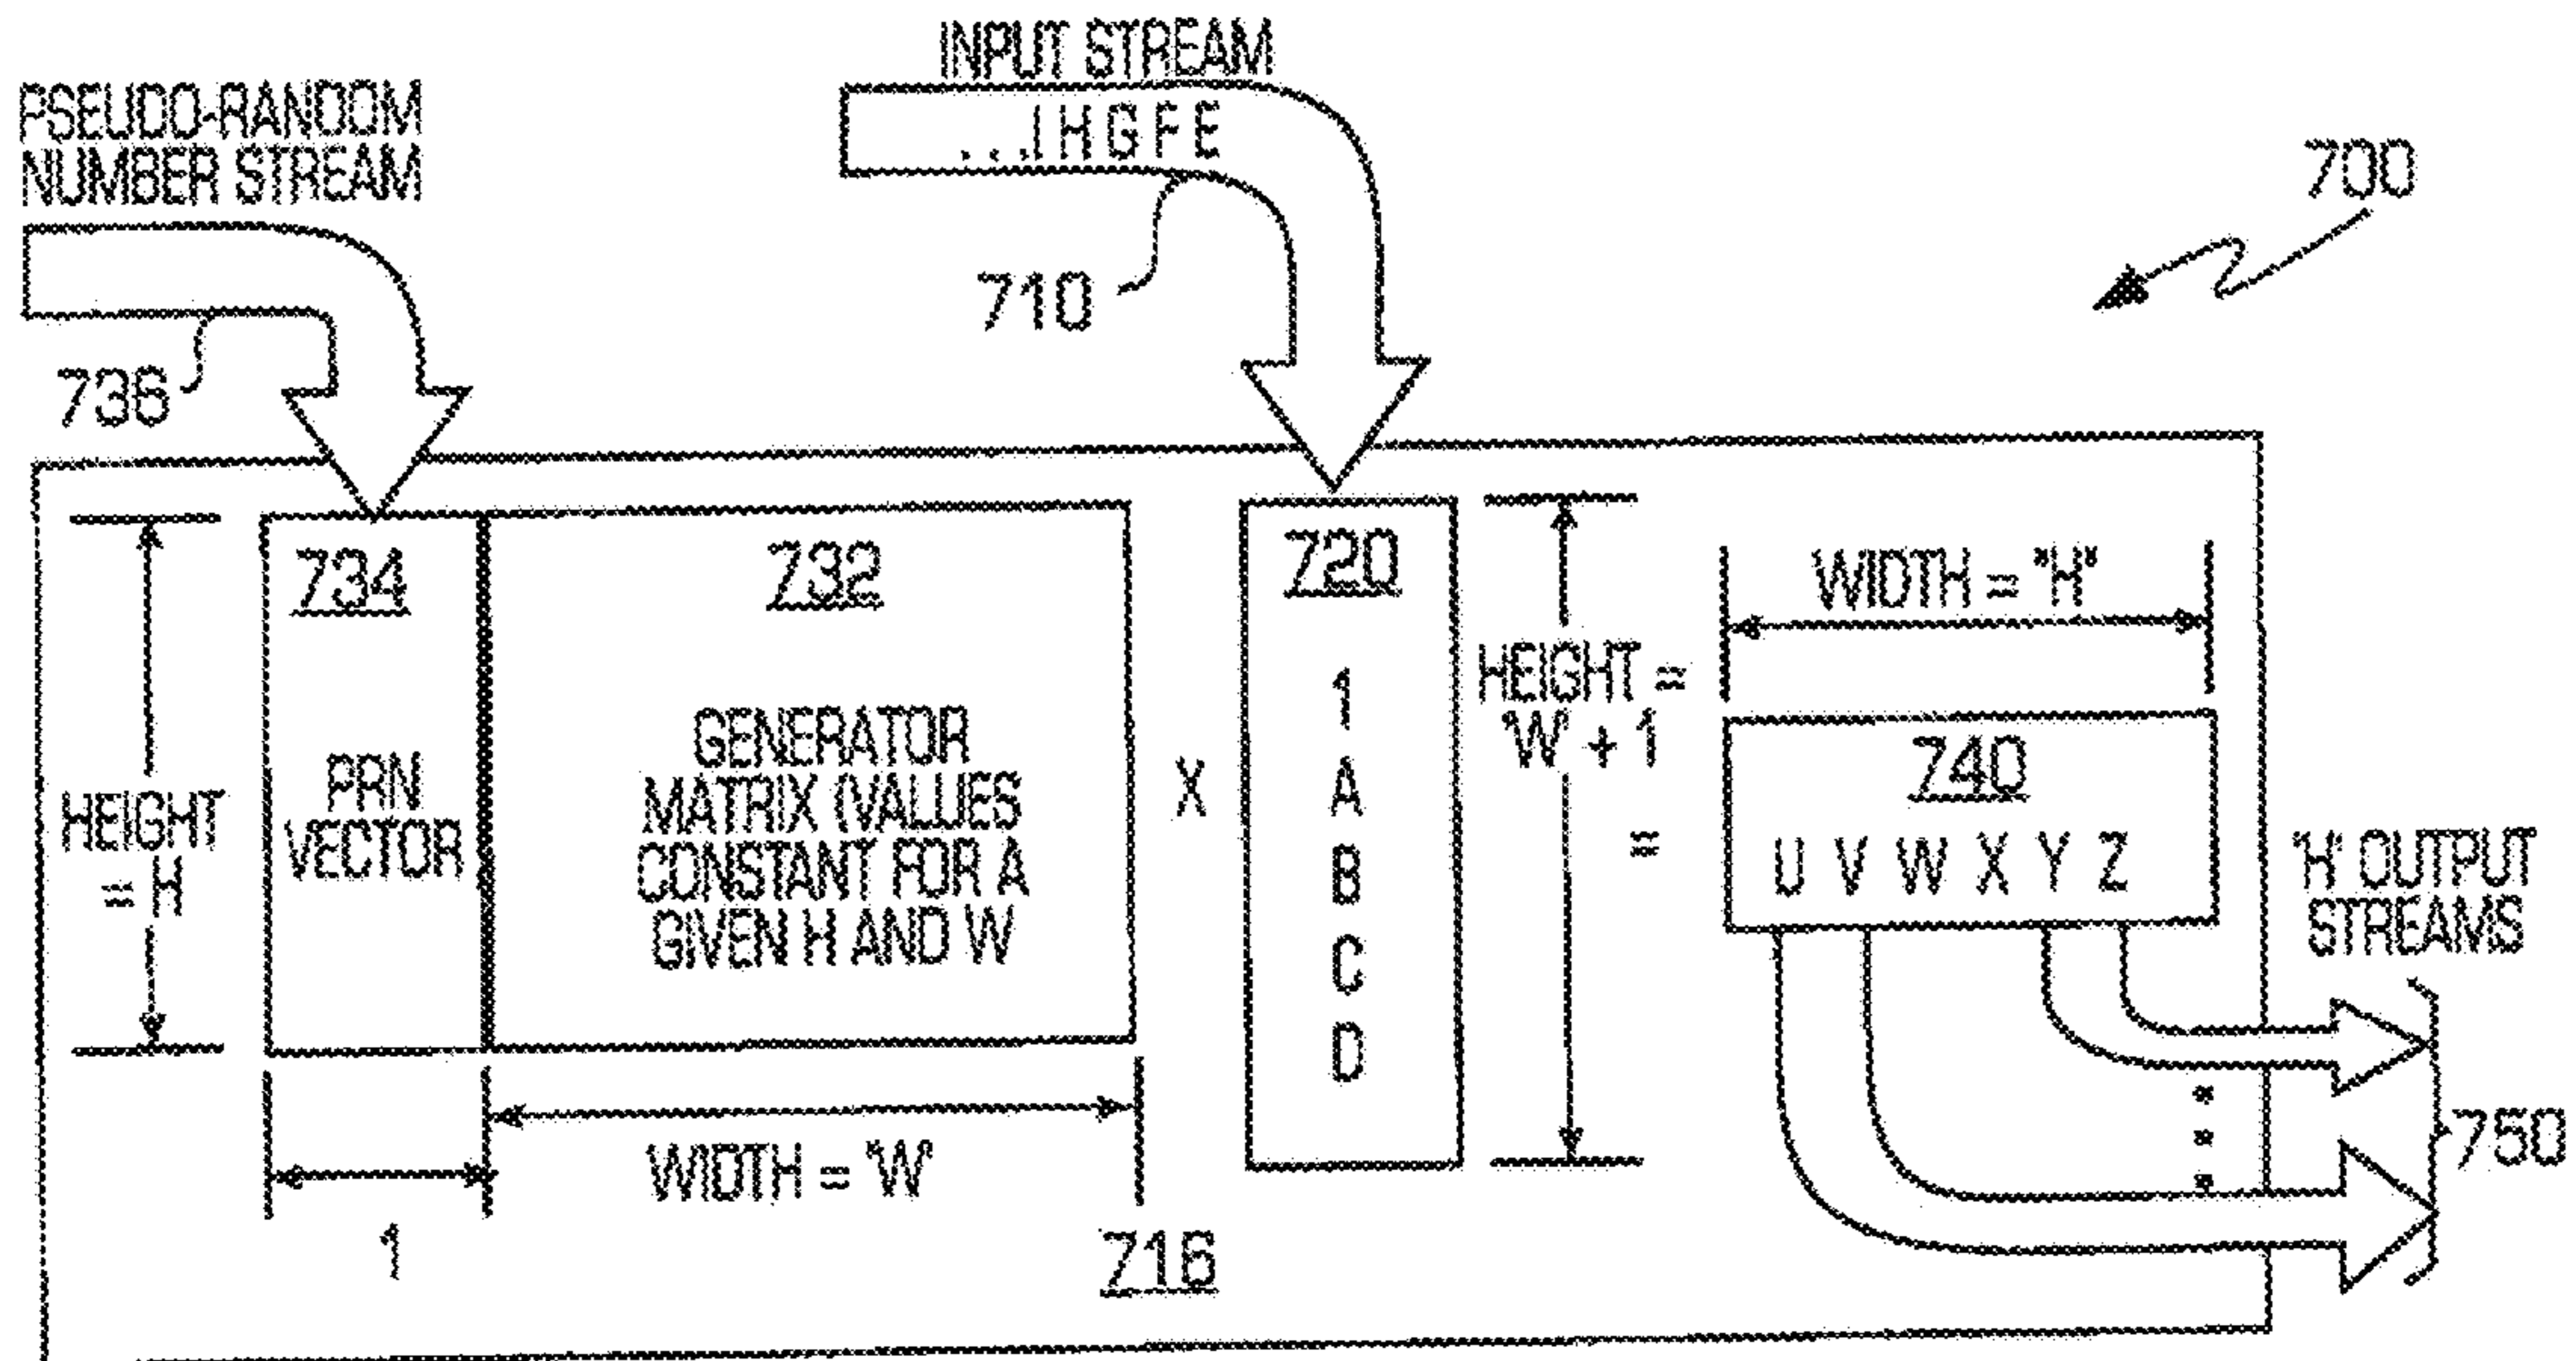 INPUT STREAM
...I H G F E
PSEUDO-RANDOM
NUMBER STREAM
700
710
736
734
PRN
VECTOR
732
GENERATOR
MATRIX (VALUES
CONSTANT FOR A
GIVEN H AND W
X
720
1
A
B
C
D
HEIGHT
= H
HEIGHT =
'W' + 1
=
WIDTH = "H"
740
U V W X Y Z
'H' OUTPUT
STREAMS
750
WIDTH = 'W'
1
716